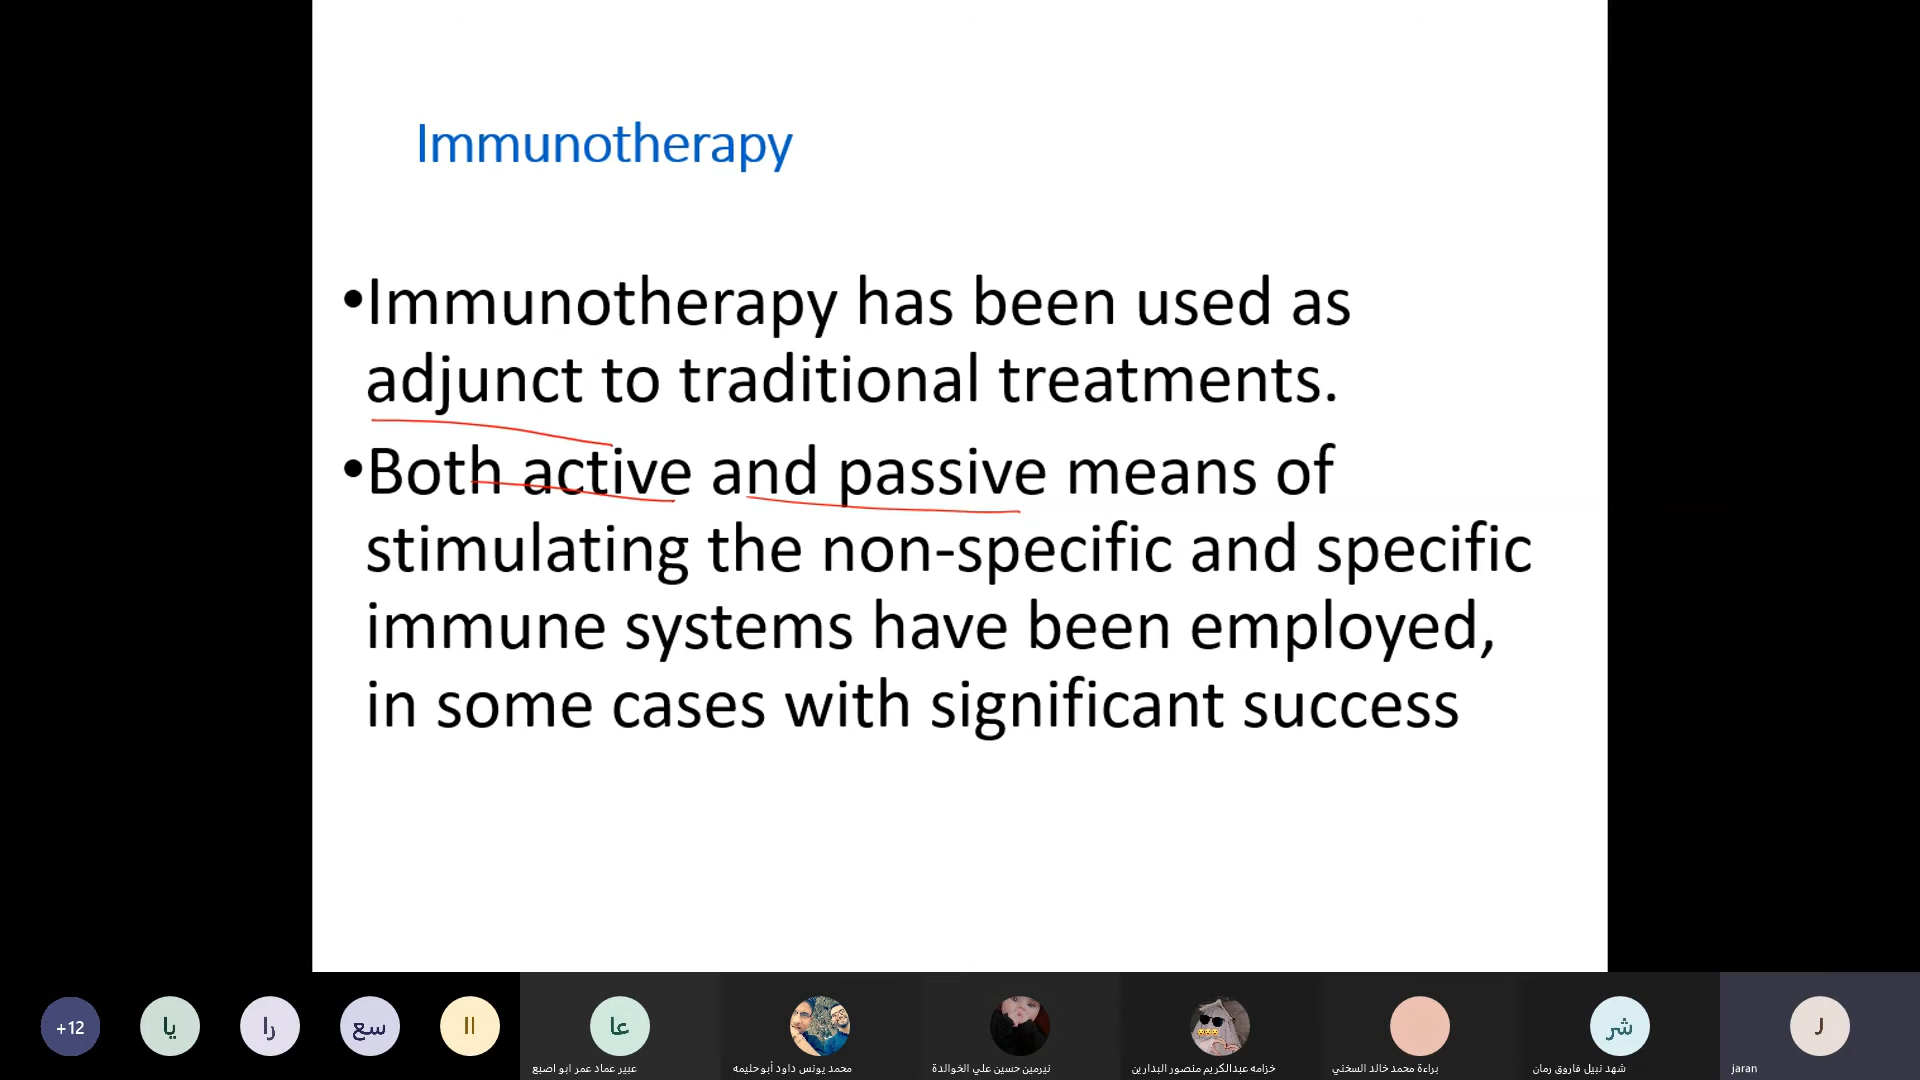 Immunotherapy
•Immunotherapy has been used as
adjunct to traditional treatments.
•Both active and passive means of
stimulating the non-specific and specific
immune systems have been employed,
in some cases with significant success
+12
يا
را
سع
اا
عا
شر
J
عبير عماد عمر ابو اصبع
محمد يونس داود أبوحليمه
نيرمين حسين علي الخوالدة
خزامه عبدالكريم منصور البدارين
براءة محمد خالد السخني
شهد نبيل فاروق رمان
jaran